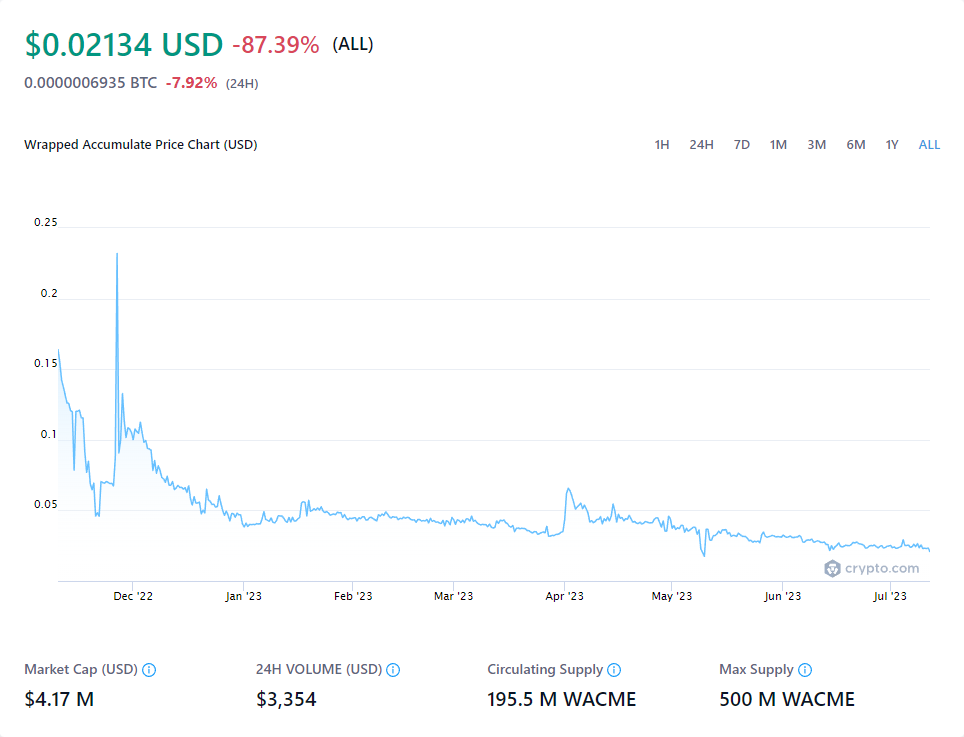 $0.02134 USD -87.39% (ALL)
0.0000006935 BTC -7.92% (24H)
Wrapped Accumulate Price Chart (USD) 1H 24H 7D 1M 3M 6M 1Y ALL
0.25
0.2
0.15
0.1
0.05
crypto.com
Dec '22 Jan '23 Feb '23 Mar '23 Apr '23 May '23 Jun '23 Jul '23
Market Cap (USD) 24H VOLUME (USD) Circulating Supply Max Supply
$4.17 M $3,354 195.5 M WACME 500 M WACME